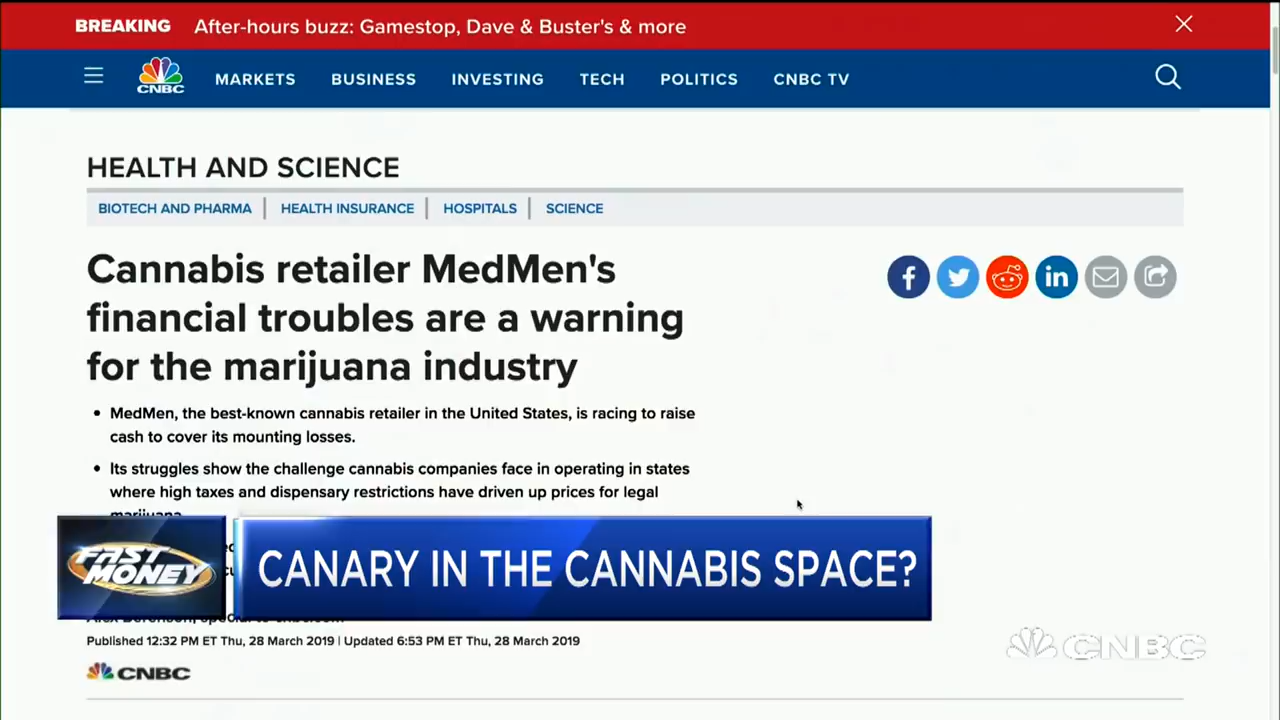 BREAKING After-hours buzz: Gamestop, Dave & Buster's & more
CNBC MARKETS BUSINESS INVESTING TECH POLITICS CNBC TV
HEALTH AND SCIENCE
BIOTECH AND PHARMA HEALTH INSURANCE HOSPITALS SCIENCE
Cannabis retailer MedMen's
financial troubles are a warning
for the marijuana industry
• MedMen, the best-known cannabis retailer in the United States, is racing to raise
cash to cover its mounting losses.
• Its struggles show the challenge cannabis companies face in operating in states
where high taxes and dispensary restrictions have driven up prices for legal
marijuana.
FAST MONEY
CANARY IN THE CANNABIS SPACE?
Published 12:32 PM ET Thu, 28 March 2019 | Updated 6:53 PM ET Thu, 28 March 2019
CNBC
CNBC